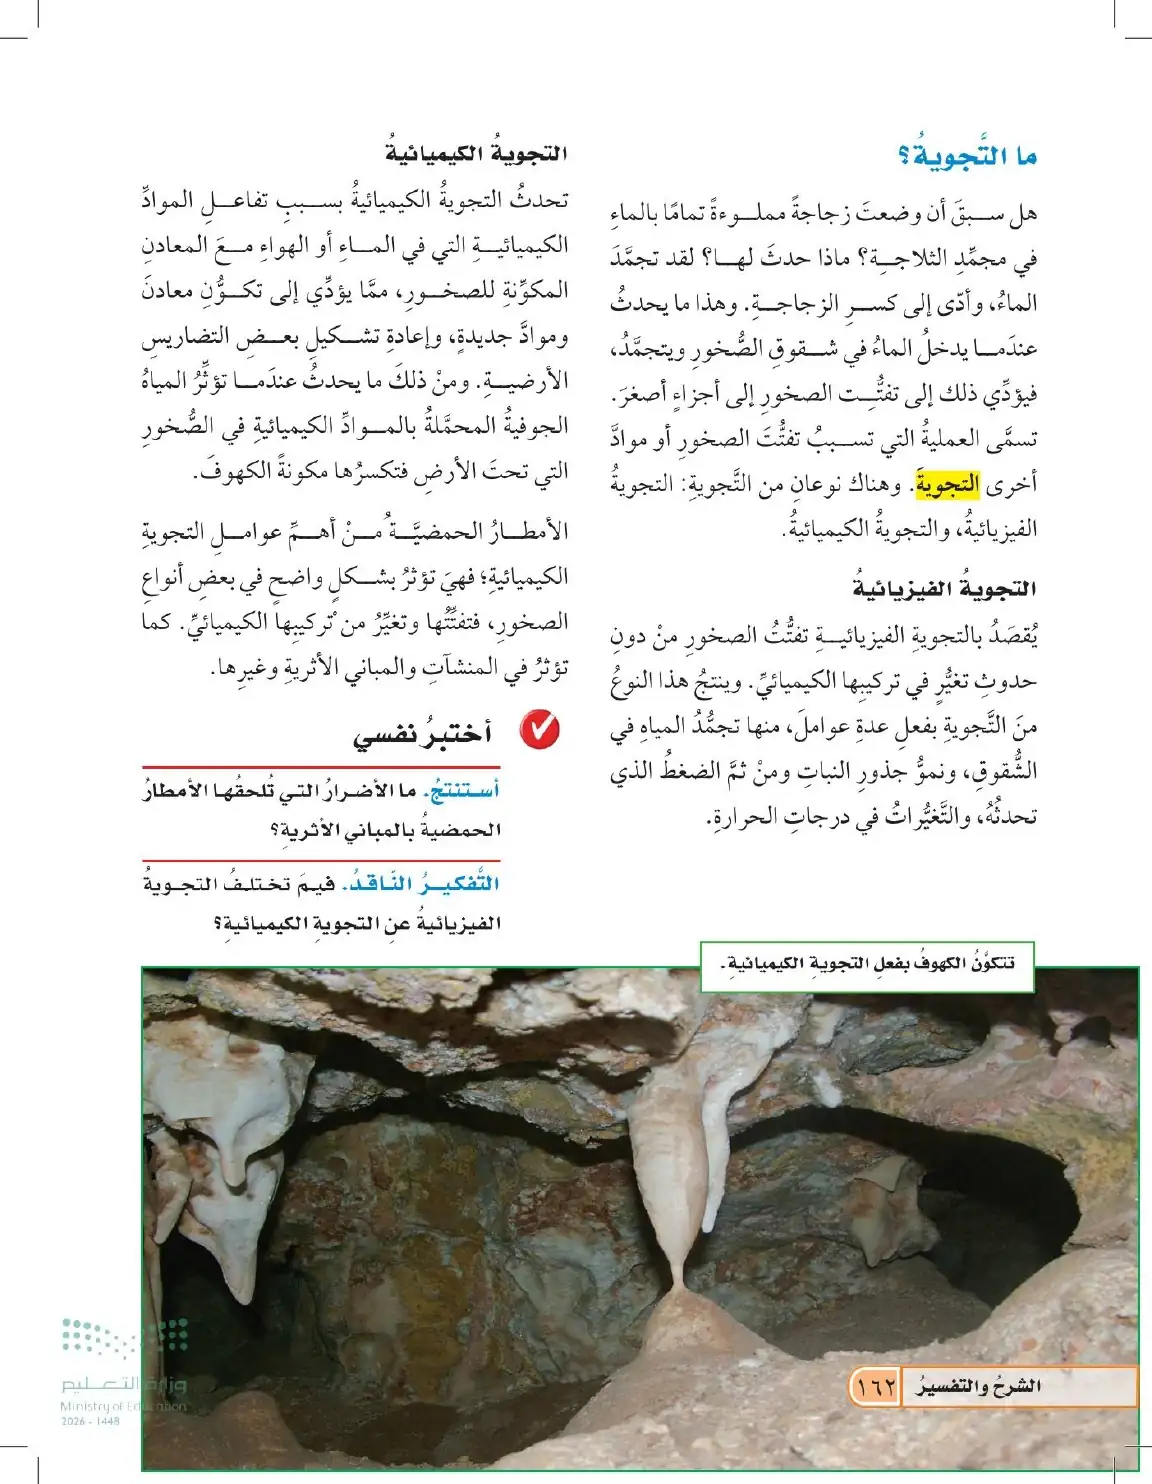 ما التَّجويةُ؟
هل سبقَ أن وضعتَ زجاجةً مملوءةً تمامًا بالماءِ
في مجمِّدِ الثلاجةِ؟ ماذا حدثَ لها؟ لقد تجمَّدَ
الماءُ، وأدّى إلى كسرِ الزجاجةِ. وهذا ما يحدثُ
عندَما يدخلُ الماءُ في شقوقِ الصُّخورِ ويتجمَّدُ،
فيؤدِّي ذلك إلى تفتُّت الصخورِ إلى أجزاءٍ أصغرَ.
تسمَّى العمليةُ التي تسببُ تفتُّتَ الصخورِ أو موادَّ
أخرى التجويةَ. وهناك نوعانِ من التَّجويةِ: التجويةُ
الفيزيائيةُ، والتجويةُ الكيميائيةُ.
التجويةُ الفيزيائيةُ
يُقصَدُ بالتجويةِ الفيزيائيةِ تفتُّتُ الصخورِ منْ دونِ
حدوثِ تغيُّرٍ في تركيبِها الكيميائيِّ. وينتجُ هذا النوعُ
منَ التَّجويةِ بفعلِ عدةِ عواملَ، منها تجمُّدُ المياهِ في
الشُّقوقِ، ونموُّ جذورِ النباتِ ومنْ ثمَّ الضغطُ الذي
تحدثُهُ، والتَّغيُّراتُ في درجاتِ الحرارةِ.
التجويةُ الكيميائيةُ
تحدثُ التجويةُ الكيميائيةُ بسببِ تفاعلِ الموادِّ
الكيميائيةِ التي في الماءِ أو الهواءِ معَ المعادنِ
المكوِّنةِ للصخورِ، ممَّا يؤدِّي إلى تكوُّنِ معادنَ
وموادَّ جديدةٍ، وإعادةِ تشكيلِ بعضِ التضاريسِ
الأرضيةِ. ومنْ ذلكَ ما يحدثُ عندَما تؤثِّرُ المياهُ
الجوفيةُ المحمَّلةُ بالموادِّ الكيميائيةِ في الصُّخورِ
التي تحتَ الأرضِ فتكسرُها مكونةً الكهوفَ.
الأمطارُ الحمضيَّةُ منْ أهمِّ عواملِ التجويةِ
الكيميائيةِ؛ فهيَ تؤثرُ بشكلٍ واضحٍ في بعضِ أنواعِ
الصخورِ، فتفتِّتُها وتغيِّرُ من ْتركيبِها الكيميائيِّ. كما
تؤثرُ في المنشآتِ والمباني الأثريةِ وغيرِها.
أختبرُ نفسي
أستنتجُ. ما الأضرارُ التي تُلحقُها الأمطارُ
الحمضيةُ بالمباني الأثريةِ؟
التَّفكيرُ النّاقدُ. فيمَ تختلفُ التجويةُ
الفيزيائيةُ عنِ التجويةِ الكيميائيةِ؟
تتكوَّنُ الكهوفُ بفعلِ التجويةِ الكيميائيةِ.
الشرحُ والتفسيرُ ١٦٢
وزارة التعليم
Ministry of Education
2026 - 1448